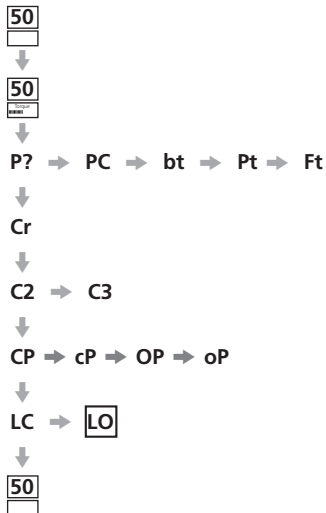 50
50
Torque
P? PC bt Pt Ft
Cr
C2 C3
CP cP OP oP
LC LO
50